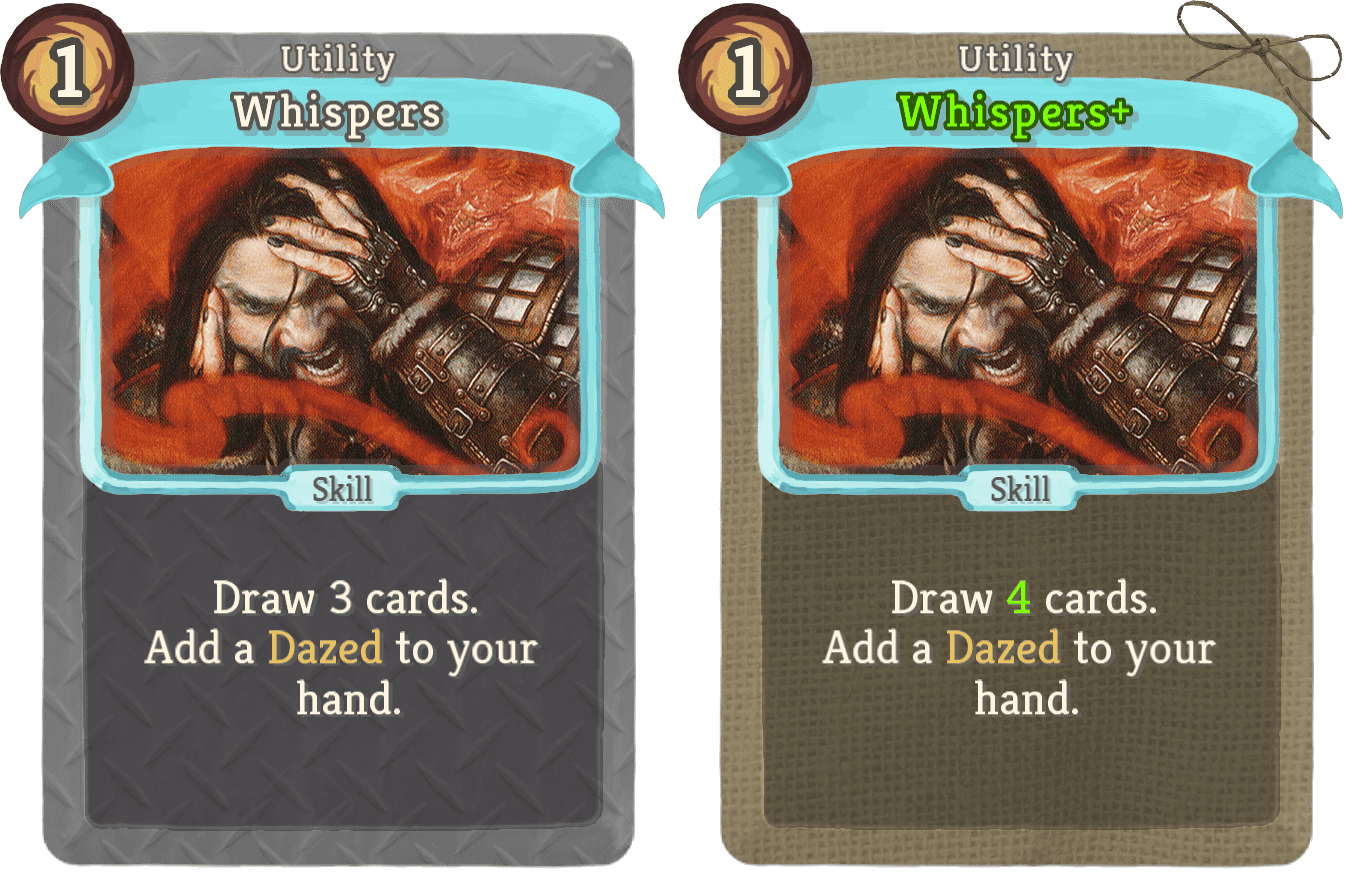 1
Utility
Whispers
Skill
Draw 3 cards.
Add a Dazed to your
hand.
1
Utility
Whispers+
Skill
Draw 4 cards.
Add a Dazed to your
hand.